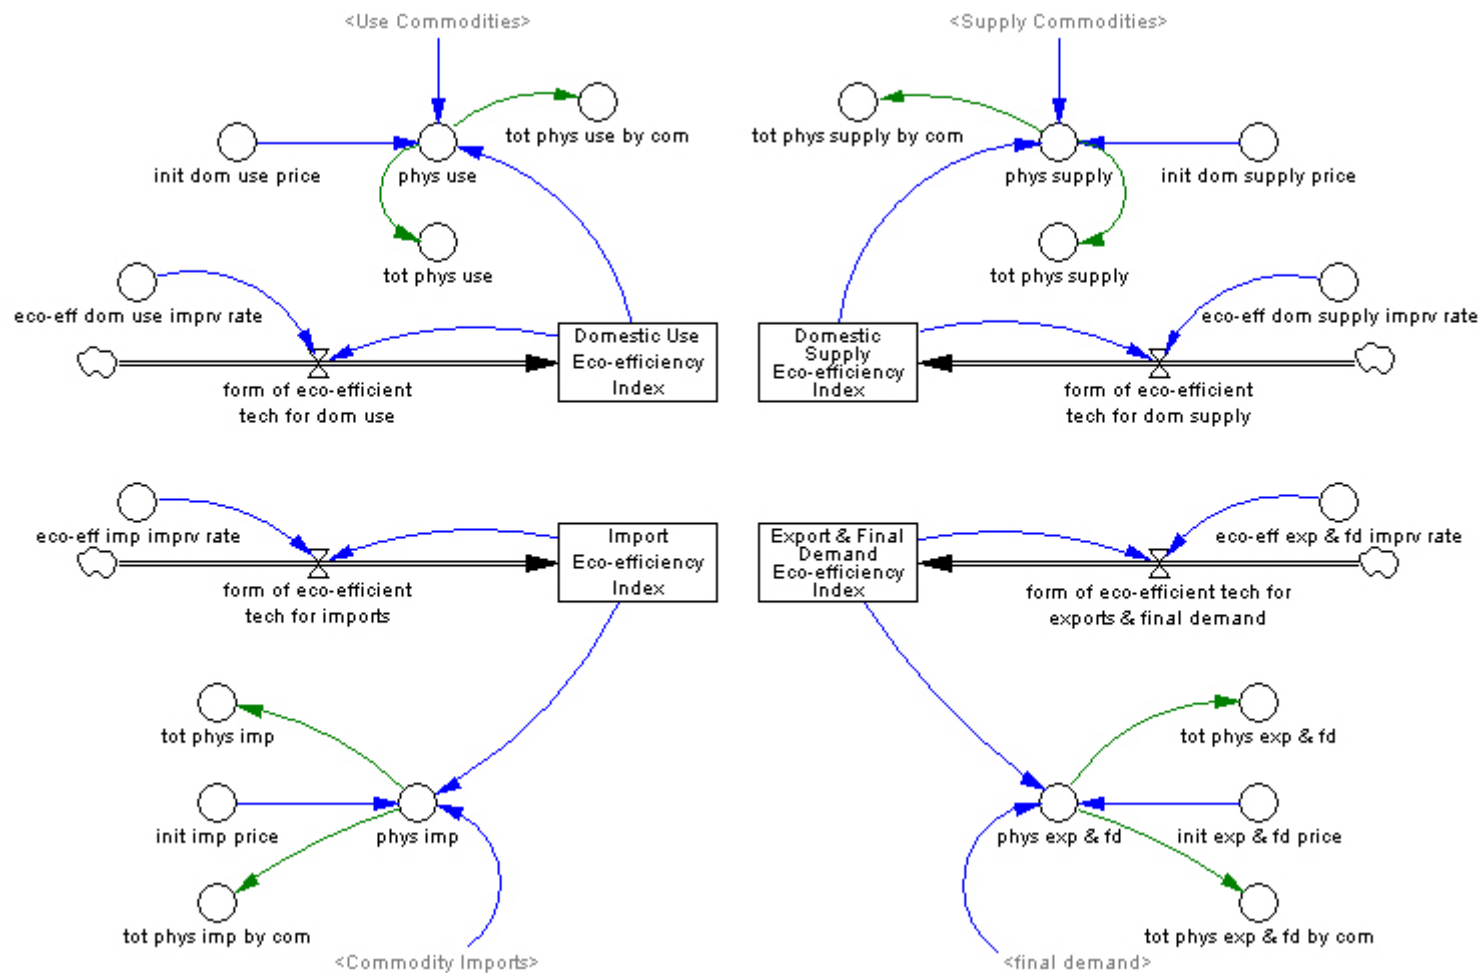 <Use Commodities>
<Supply Commodities>
tot phys use by com
tot phys supply by com
init dom use price
phys use
phys supply
init dom supply price
tot phys use
tot phys supply
eco-eff dom use imprv rate
eco-eff dom supply imprv rate
Domestic Use
Eco-efficiency
Index
Domestic
Supply
Eco-efficiency
Index
form of eco-efficient
tech for dom use
form of eco-efficient
tech for dom supply
eco-eff imp imprv rate
eco-eff exp & fd imprv rate
Import
Eco-efficiency
Index
Export & Final
Demand
Eco-efficiency
Index
form of eco-efficient
tech for imports
form of eco-efficient tech for
exports & final demand
tot phys imp
tot phys exp & fd
init imp price
phys imp
phys exp & fd
init exp & fd price
tot phys imp by com
tot phys exp & fd by com
<Commodity Imports>
<final demand>